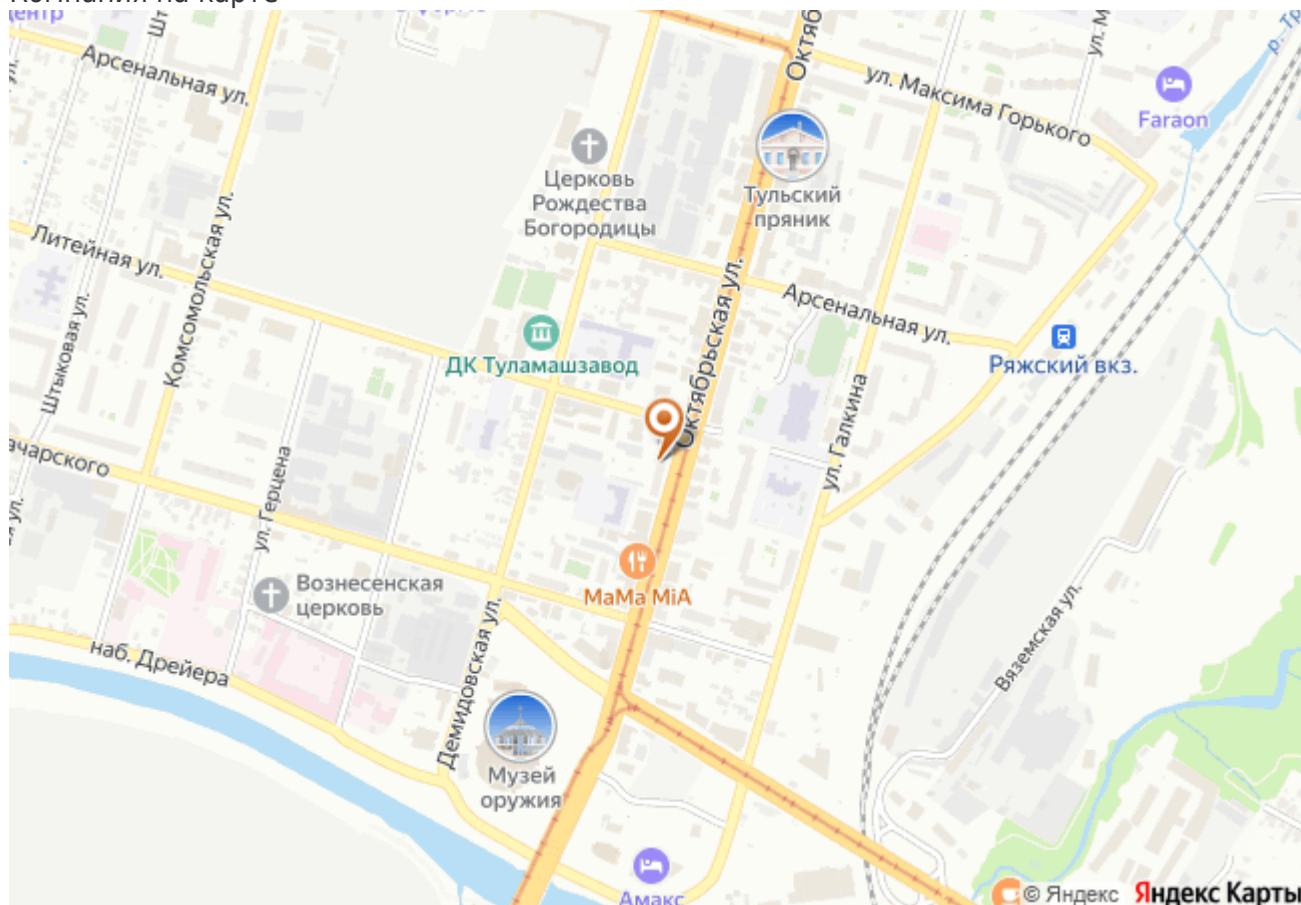 Арсенальная ул.
ул. Максима Горького
Faraon
Церковь
Рождества
Богородицы
Тульский
пряник
Литейная ул.
Комсомольская ул.
Штыковая ул.
Октябрьская ул.
Арсенальная ул.
ДК Туламашзавод
Ряжский вкз.
ул. Галкина
ул. Герцена
Вознесенская
церковь
МаМа MiA
наб. Дрейера
Демидовская ул.
Вяземская ул.
Музей
оружия
Амакс
© Яндекс Яндекс Карты